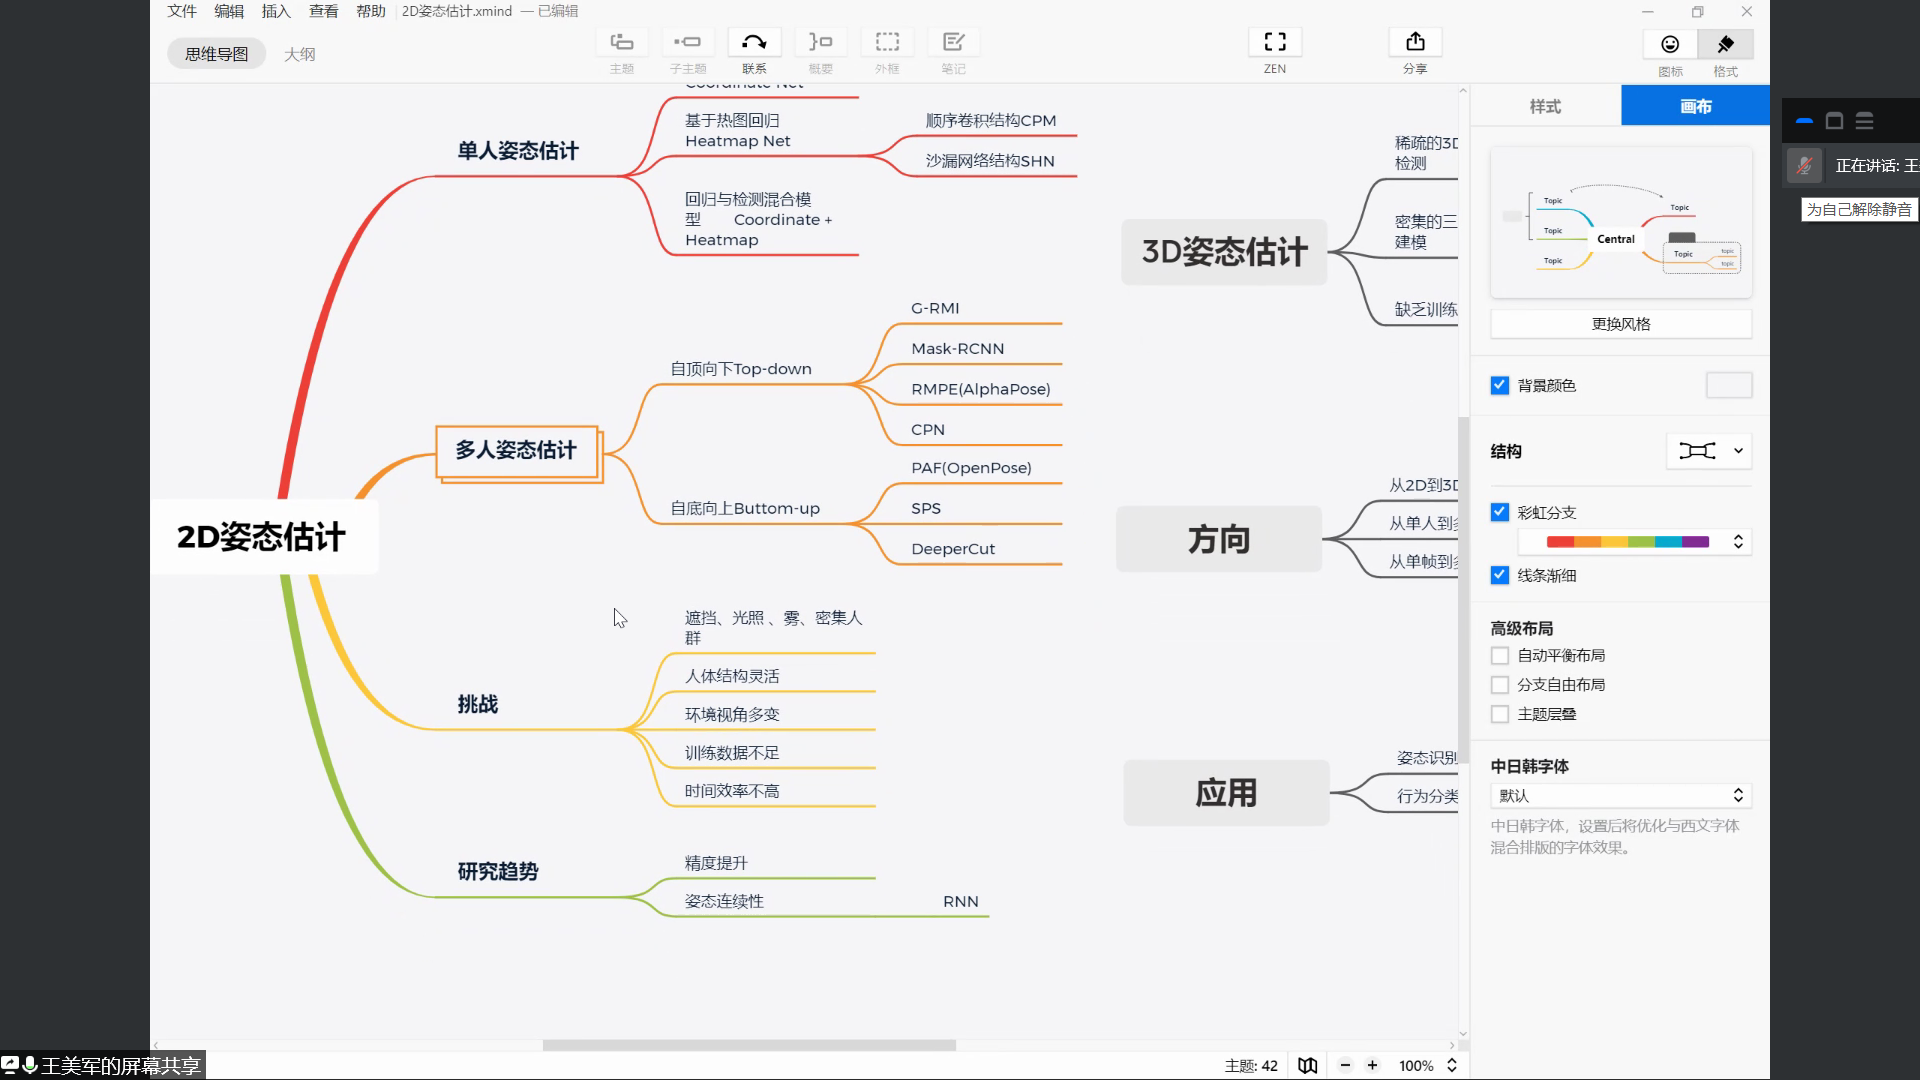 文件 编辑 插入 查看 帮助 2D姿态估计.xmind — 已编辑
思维导图 大纲
主题 子主题 联系 概要 外框 笔记 ZEN 分享 图标 格式
样式 画布
Coordinate Net
单人姿态估计
基于热图回归
Heatmap Net
顺序卷积结构CPM
沙漏网络结构SHN
回归与检测混合模
型 Coordinate +
Heatmap
多人姿态估计
自顶向下Top-down
G-RMI
Mask-RCNN
RMPE(AlphaPose)
CPN
自底向上Buttom-up
PAF(OpenPose)
SPS
DeeperCut
2D姿态估计
挑战
遮挡、光照 、雾、密集人
群
人体结构灵活
环境视角多变
训练数据不足
时间效率不高
研究趋势
精度提升
姿态连续性
RNN
3D姿态估计
稀疏的3D
检测
密集的三
建模
缺乏训练
方向
从2D到3D
从单人到多
从单帧到多
应用
姿态识别
行为分类
Topic
Topic
Topic
Central
Topic
Topic
topic
topic
更换风格
背景颜色
结构
彩虹分支
线条渐细
高级布局
自动平衡布局
分支自由布局
主题层叠
中日韩字体
默认
中日韩字体，设置后将优化与西文字体
混合排版的字体效果。
正在讲话: 王美
为自己解除静音
主题: 42
100%
王美军的屏幕共享